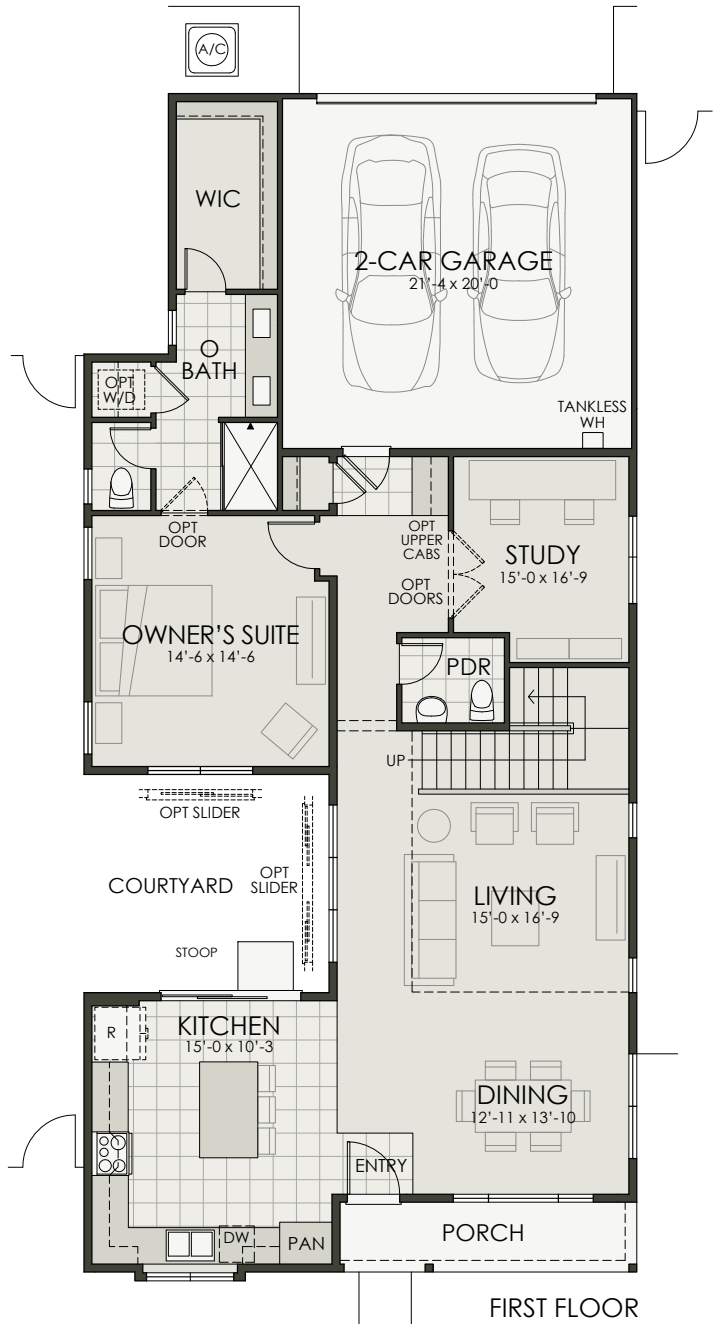 A/C
WIC
2-CAR GARAGE
21'-4 x 20'-0
O
BATH
OPT
W/D
TANKLESS
WH
OPT
DOOR
OPT
UPPER
CABS
OPT
DOORS
STUDY
15'-0 x 16'-9
OWNER'S SUITE
14'-6 x 14'-6
PDR
UP
OPT SLIDER
COURTYARD
OPT
SLIDER
STOOP
LIVING
15'-0 x 16'-9
R
KITCHEN
15'-0 x 10'-3
DINING
12'-11 x 13'-10
ENTRY
DW
PAN
PORCH
FIRST FLOOR